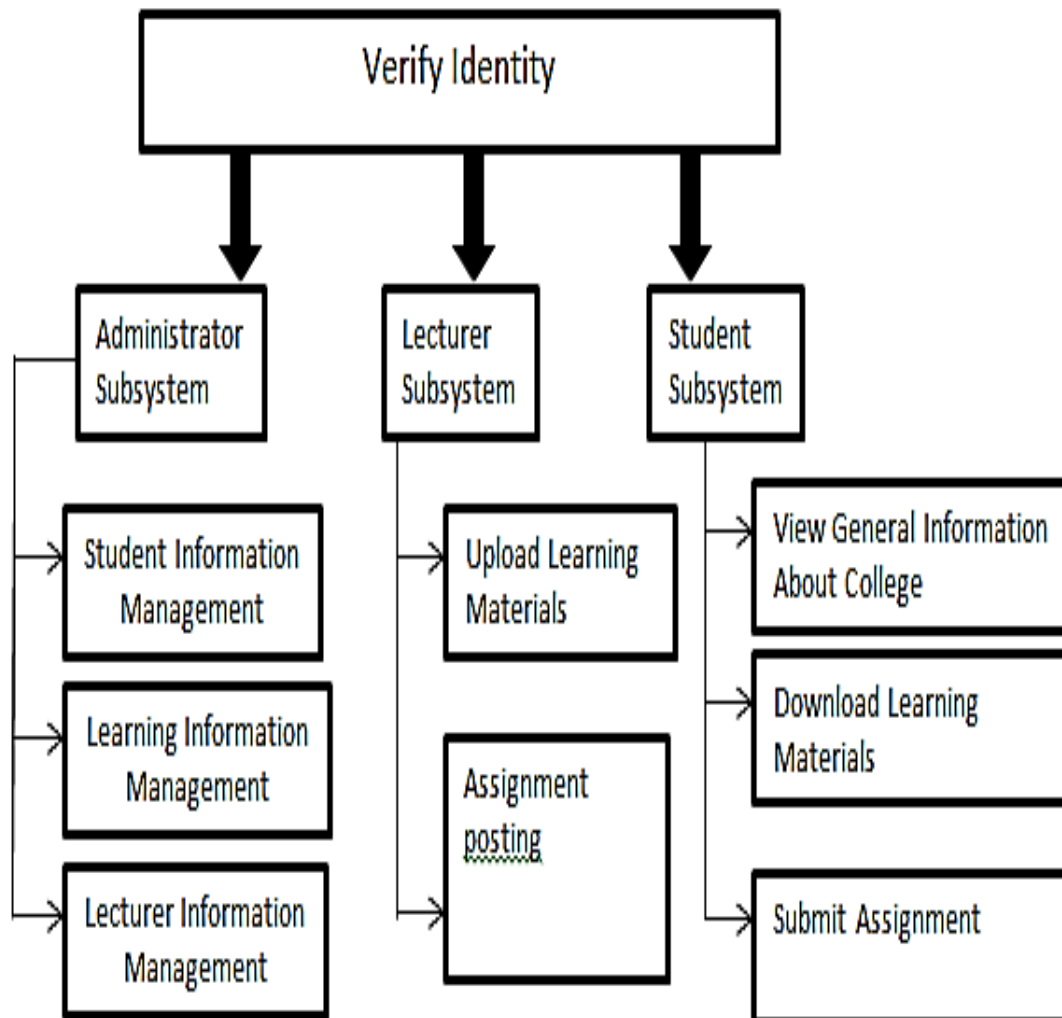 Verify Identity
Administrator
Subsystem
Lecturer
Subsystem
Student
Subsystem
Student Information
Management
Learning Information
Management
Lecturer Information
Management
Upload Learning
Materials
Assignment
posting
View General Information
About College
Download Learning
Materials
Submit Assignment